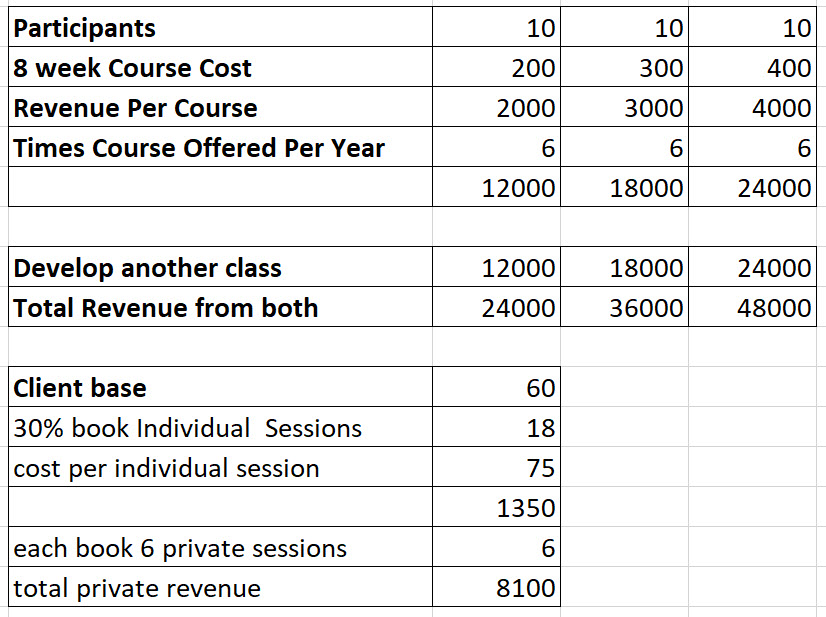 Participants 10 10 10
8 week Course Cost 200 300 400
Revenue Per Course 2000 3000 4000
Times Course Offered Per Year 6 6 6
12000 18000 24000
Develop another class 12000 18000 24000
Total Revenue from both 24000 36000 48000
Client base 60
30% book Individual  Sessions 18
cost per individual session 75
1350
each book 6 private sessions 6
total private revenue 8100